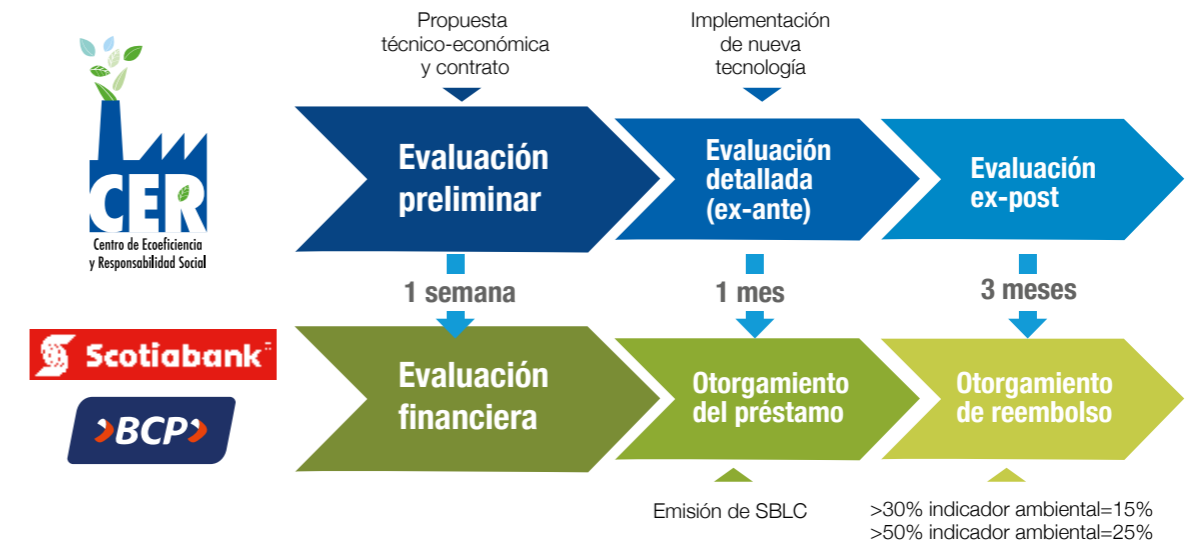 Propuesta
técnico-económica
y contrato
Implementación
de nueva
tecnología
CER
Centro de Ecoeficiencia
y Responsabilidad Social
Evaluación
preliminar
Evaluación
detallada
(ex-ante)
Evaluación
ex-post
1 semana
1 mes
3 meses
Scotiabank
BCP
Evaluación
financiera
Otorgamiento
del préstamo
Otorgamiento
de reembolso
Emisión de SBLC
>30% indicador ambiental=15%
>50% indicador ambiental=25%